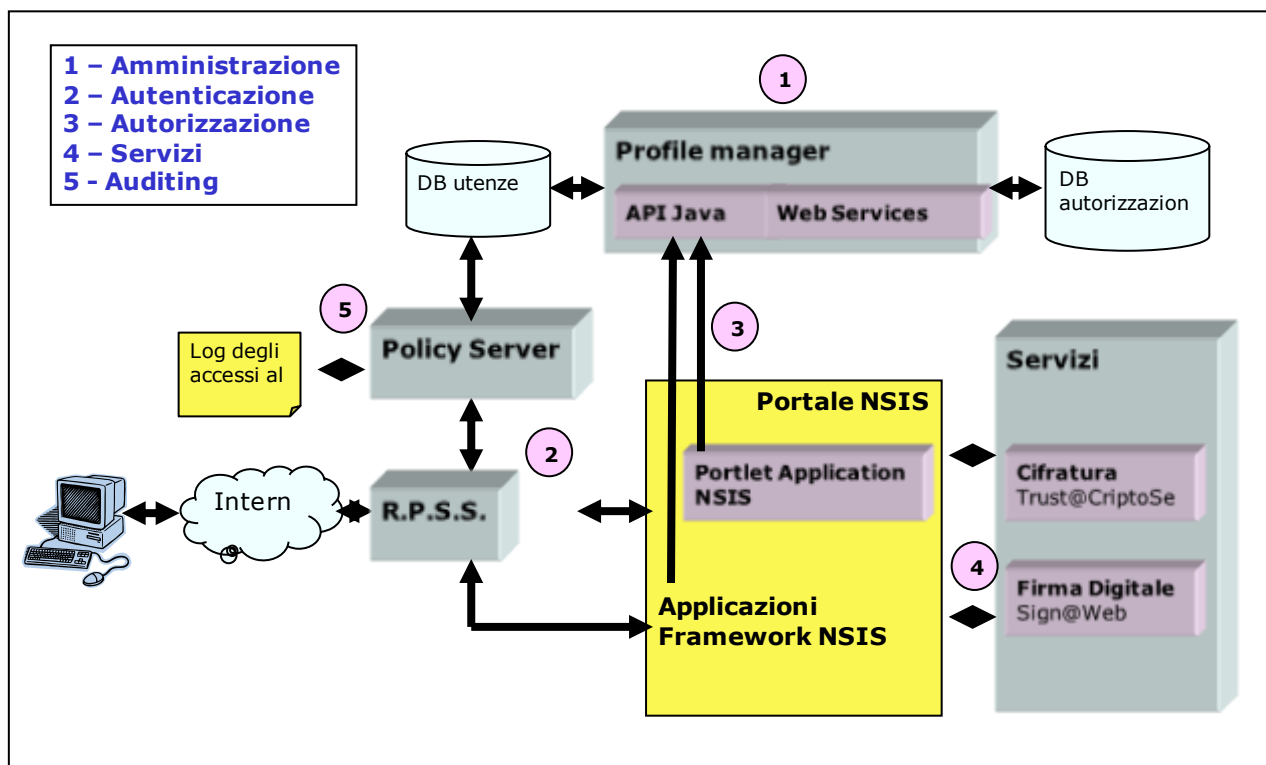 1 – Amministrazione
2 – Autenticazione
3 – Autorizzazione
4 – Servizi
5 - Auditing
1
Profile manager
API Java
Web Services
DB utenze
DB
autorizzazion
5
Policy Server
3
Log degli
accessi al
Servizi
Portale NSIS
2
Portlet Application
NSIS
Cifratura
Trust@CriptoSe
Intern
R.P.S.S.
4
Firma Digitale
Sign@Web
Applicazioni
Framework NSIS